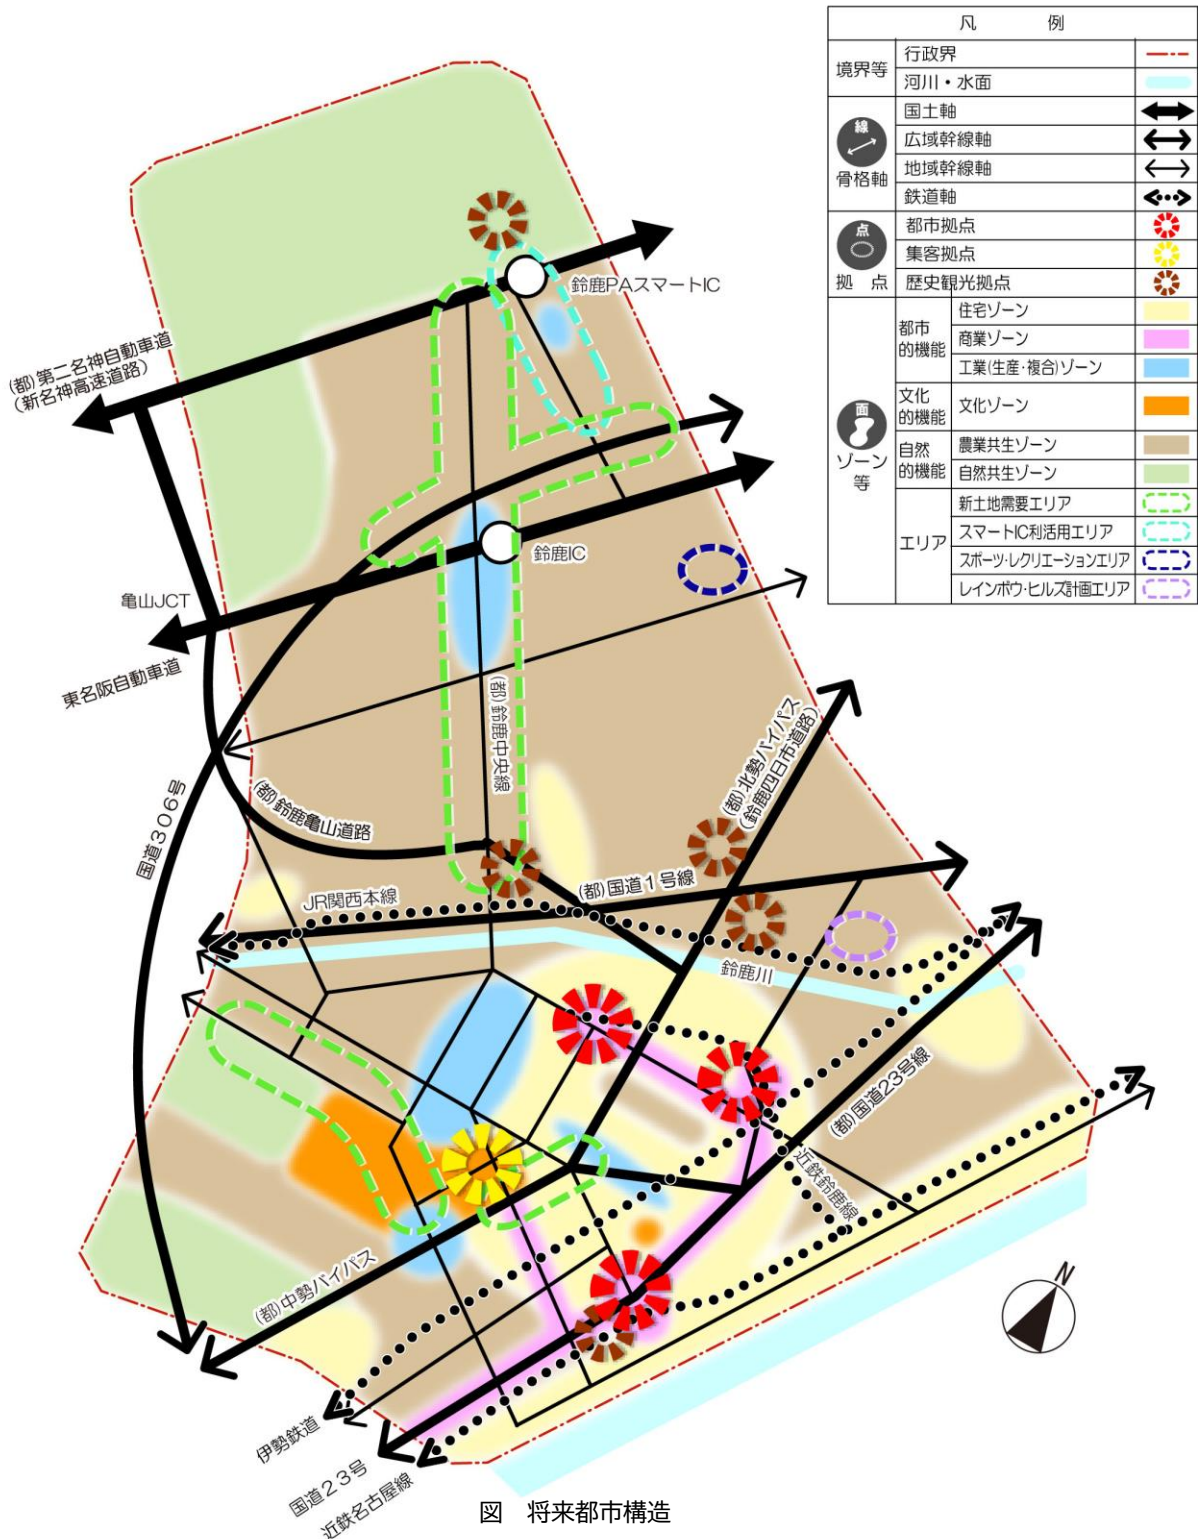 凡　例
境界等
行政界
河川・水面
線
骨格軸
国土軸
広域幹線軸
地域幹線軸
鉄道軸
点
拠　点
都市拠点
集客拠点
歴史観光拠点
面
ゾーン
等
都市
的機能
住宅ゾーン
商業ゾーン
工業(生産・複合)ゾーン
文化
的機能
文化ゾーン
自然
的機能
農業共生ゾーン
自然共生ゾーン
エリア
新土地需要エリア
スマートIC利活用エリア
スポーツ・レクリエーションエリア
レインボウ・ヒルズ計画エリア
鈴鹿PAスマートIC
(都)第二名神自動車道
(新名神高速道路)
鈴鹿IC
亀山JCT
東名阪自動車道
(都)鈴鹿中央線
(都)北勢バイパス
(鈴鹿四日市道路)
国道306号
(都)鈴鹿亀山道路
(都)国道1号線
JR関西本線
鈴鹿川
(都)国道23号線
近鉄鈴鹿線
(都)中勢バイパス
伊勢鉄道
国道23号
近鉄名古屋線
N
図　将来都市構造